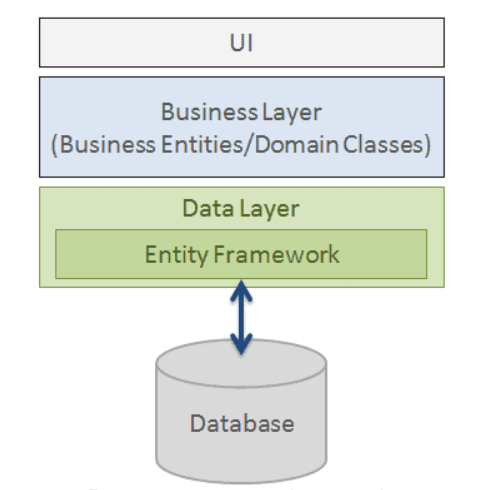 UI
Business Layer
(Business Entities/Domain Classes)
Data Layer
Entity Framework
Database